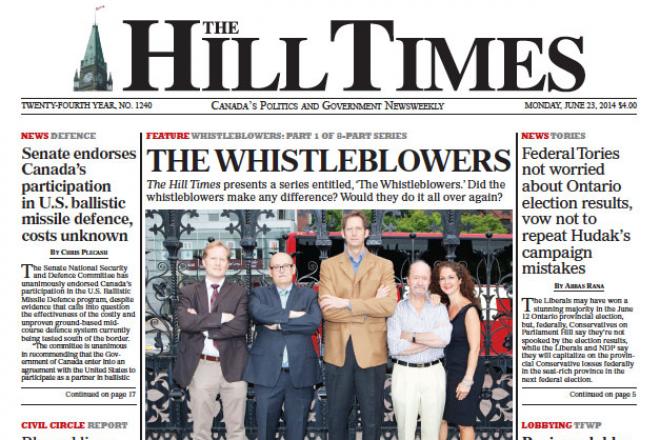 THE
HILL TIMES
TWENTY-FOURTH YEAR, NO. 1240
CANADA'S POLITICS AND GOVERNMENT NEWSWEEKLY
MONDAY, JUNE 23, 2014 $4.00
NEWS DEFENCE
Senate endorses
Canada's
participation
in U.S. ballistic
missile defence,
costs unknown
BY CHRIS PLECASH
The Senate National Security
and Defence Committee has
unanimously endorsed Canada's
participation in the U.S. Ballistic
Missile Defence program, despite
evidence that calls into question
the effectiveness of the costly and
unproven ground-based mid-
course defence system currently
being tasted south of the border.
"The committee is unanimous
in recommending that the Gov-
ernment of Canada enter into an
agreement with the United States to
participate as a partner in ballistic
Continued on page 17
CIVIL CIRCLE REPORT
FEATURE WHISTLEBLOWERS: PART 1 OF 8-PART SERIES
THE WHISTLEBLOWERS
The Hill Times presents a series entitled, 'The Whistleblowers.' Did the
whistleblowers make any difference? Would they do it all over again?
NEWS TORIES
Federal Tories
not worried
about Ontario
election results,
vow not to
repeat Hudak's
campaign
mistakes
BY ABBAS RANA
The Liberals may have won a
stunning majority in the June
12 Ontario provincial election,
but, federally, Conservatives on
Parliament Hill say they're not
spooked by the election results,
while the Liberals and NDP say
they will capitalize on the provin-
cial Conservative losses federally
in the seat-rich province in the
next federal election.
Continued on page 5
LOBBYING TFWP